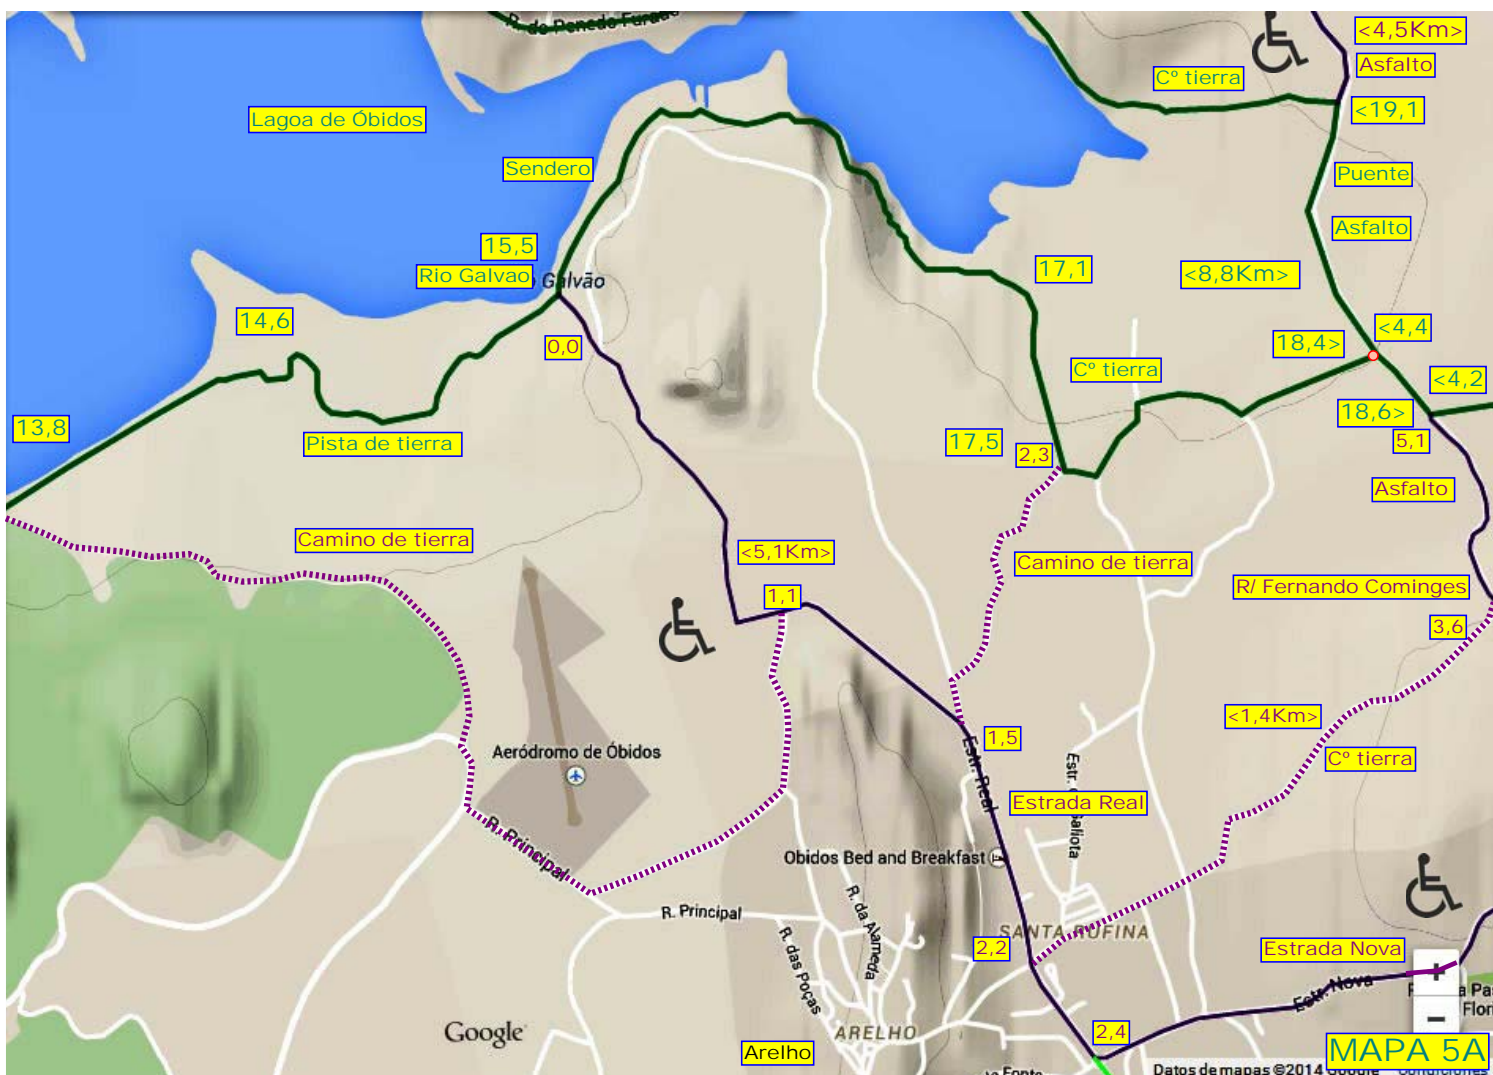 R. do Penedo Furado
<4,5Km>
Asfalto
Cº tierra
<19,1
Lagoa de Óbidos
Sendero
Puente
Asfalto
15,5
Rio Galvao
Galvão
17,1
<8,8Km>
14,6
0,0
18,4>
<4,4
Cº tierra
<4,2
13,8
Pista de tierra
17,5
2,3
18,6>
5,1
Asfalto
Camino de tierra
<5,1Km>
Camino de tierra
1,1
R/ Fernando Cominges
3,6
<1,4Km>
1,5
Aeródromo de Óbidos
Estr. Real
Cº tierra
Estrada Real
R. Principal
Obidos Bed and Breakfast
R. Principal
R. da Alameda
R. das Poças
2,2
SANTA RUFINA
Estrada Nova
+
Estr. Nova
−
Google
ARELHO
2,4
Arelho
MAPA 5A
Datos de mapas ©2014 Google